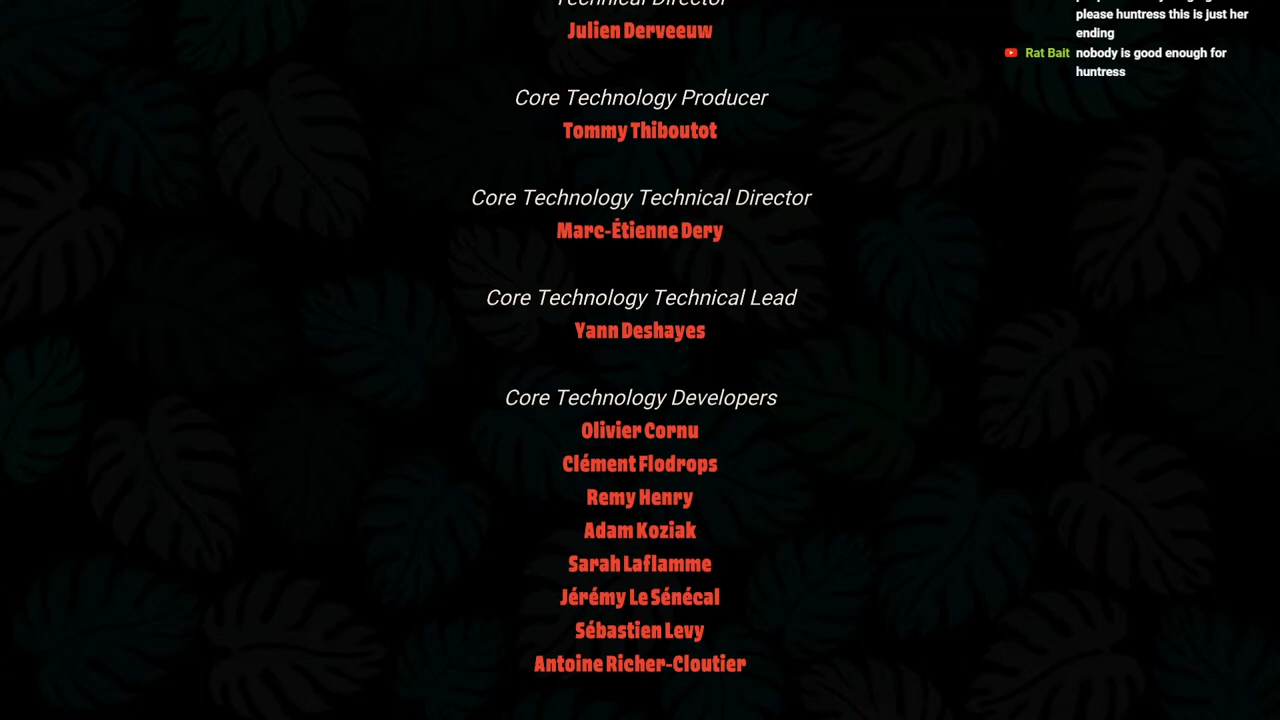 Technical Director
Julien Derveeuw
Core Technology Producer
Tommy Thiboutot
Core Technology Technical Director
Marc-Étienne Dery
Core Technology Technical Lead
Yann Deshayes
Core Technology Developers
Olivier Cornu
Clément Flodrops
Remy Henry
Adam Koziak
Sarah Laflamme
Jérémy Le Sénécal
Sébastien Levy
Antoine Richer-Cloutier
please huntress this is just her
ending
Rat Bait nobody is good enough for
huntress